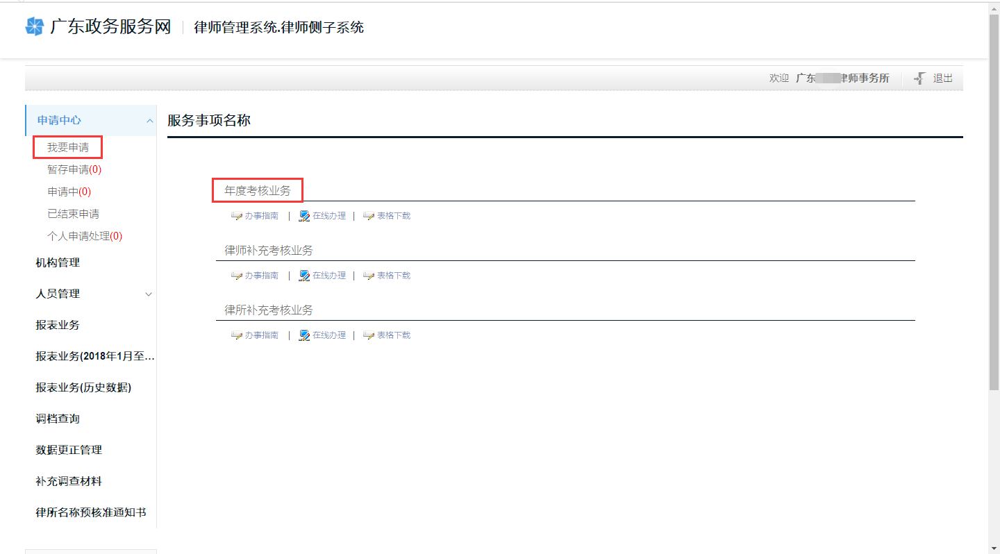 广东政务服务网 律师管理系统.律师侧子系统
欢迎 广东 律师事务所 退出
申请中心
我要申请
暂存申请(0)
申请中(0)
已结束申请
个人申请处理(0)
机构管理
人员管理
报表业务
报表业务(2018年1月至...
报表业务(历史数据)
调档查询
数据更正管理
补充调查材料
律所名称预核准通知书
服务事项名称
年度考核业务
办事指南 | 在线办理 | 表格下载
律师补充考核业务
办事指南 | 在线办理 | 表格下载
律所补充考核业务
办事指南 | 在线办理 | 表格下载